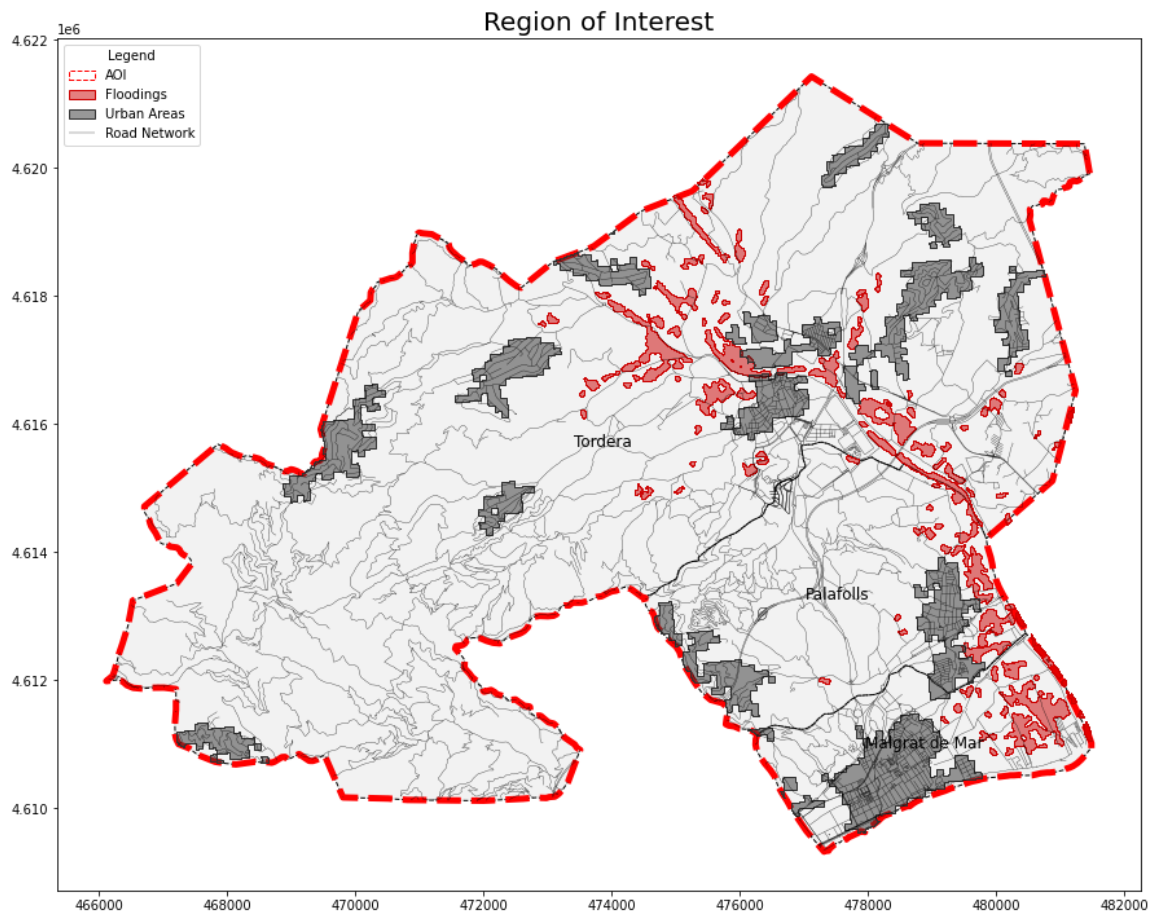 Region of Interest
1e6
4.622
4.620
4.618
4.616
4.614
4.612
4.610
Legend
AOI
Floodings
Urban Areas
Road Network
Tordera
Palafolls
Malgrat de Mar
466000 468000 470000 472000 474000 476000 478000 480000 482000